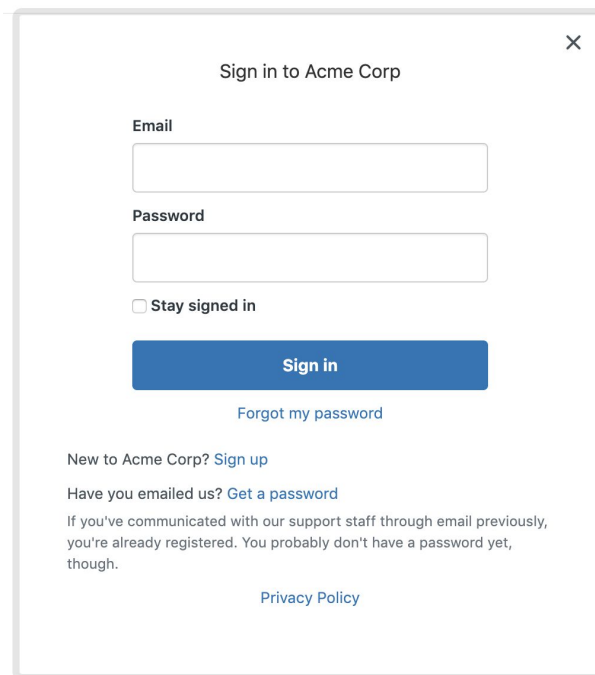 Sign in to Acme Corp
Email
Password
Stay signed in
Sign in
Forgot my password
New to Acme Corp? Sign up
Have you emailed us? Get a password
If you've communicated with our support staff through email previously,
you're already registered. You probably don't have a password yet,
though.
Privacy Policy